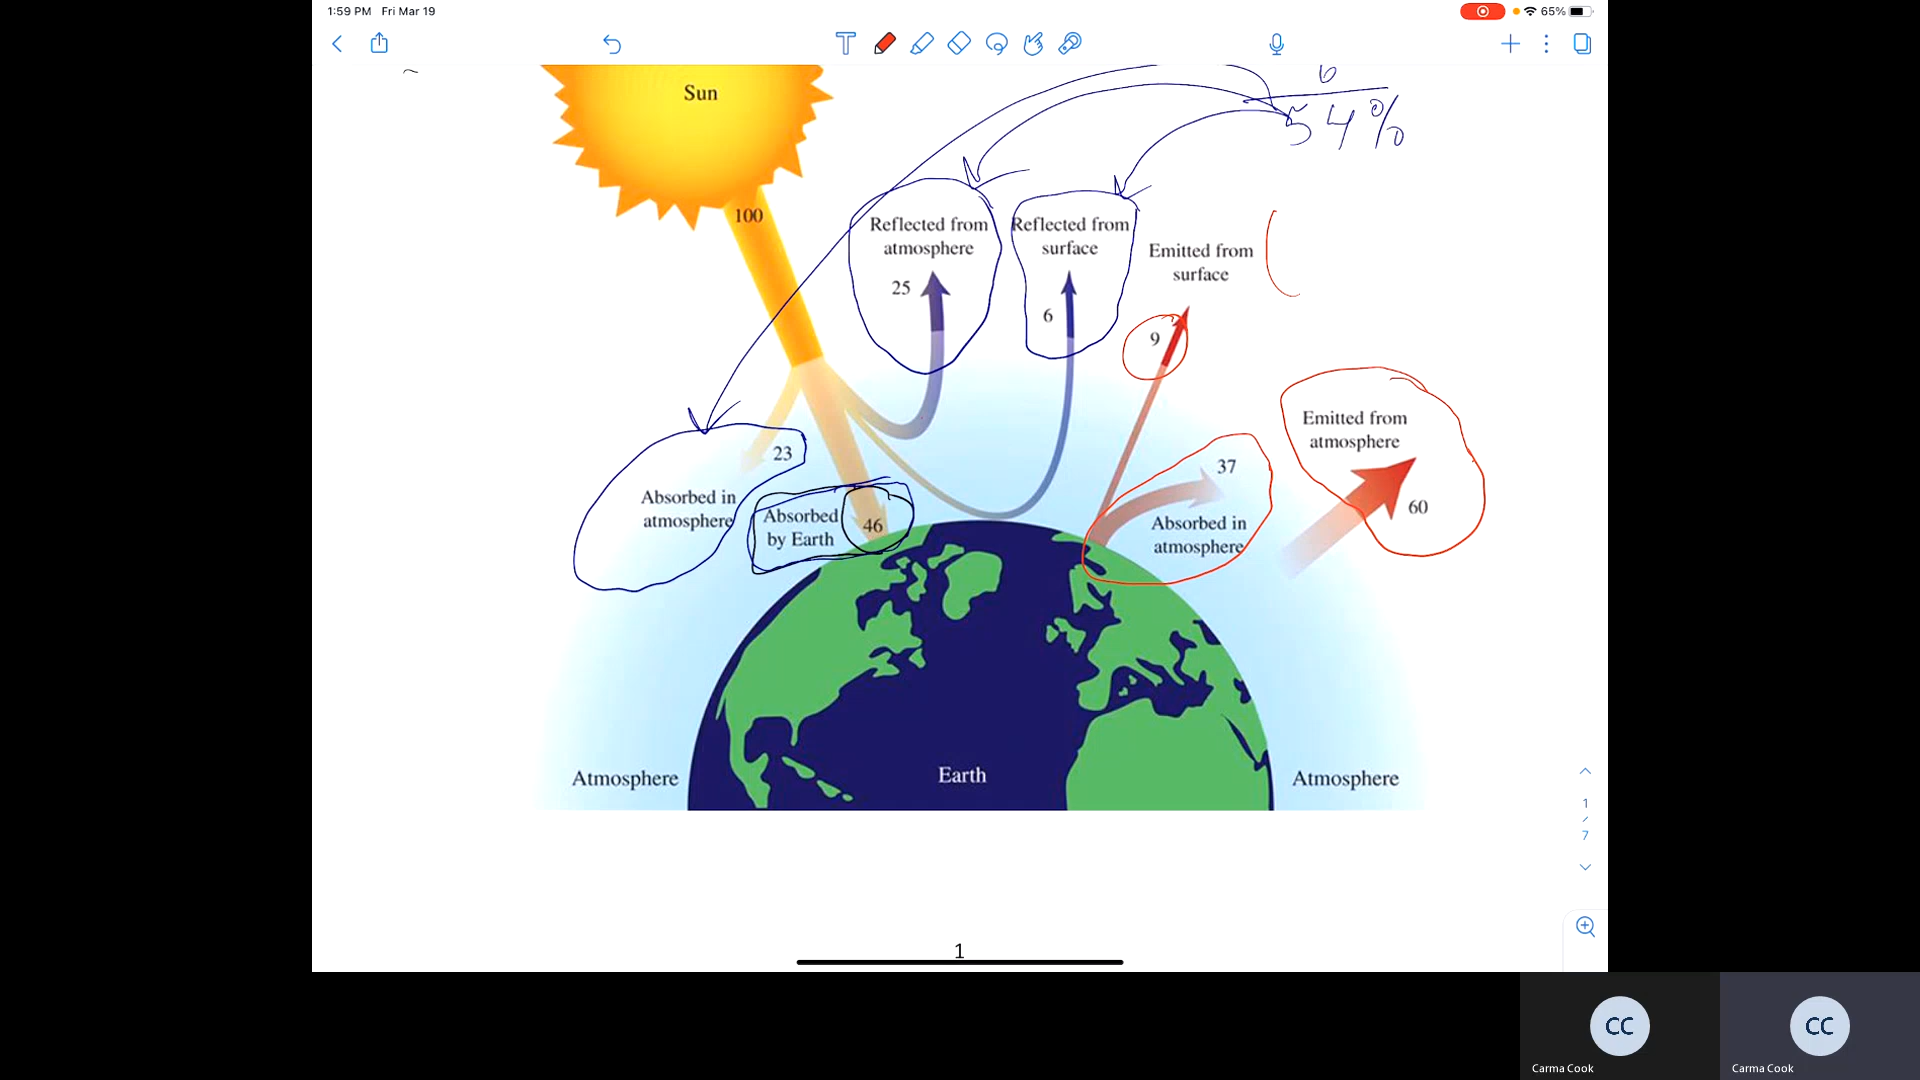 1:59 PM Fri Mar 19
65%
T
Sun
6
54%
100
Reflected from
atmosphere
25
Reflected from
surface
6
Emitted from
surface
9
Emitted from
atmosphere
60
23
Absorbed in
atmosphere
Absorbed
by Earth
46
37
Absorbed in
atmosphere
Atmosphere
Earth
Atmosphere
1
7
1
CC
CC
Carma Cook
Carma Cook